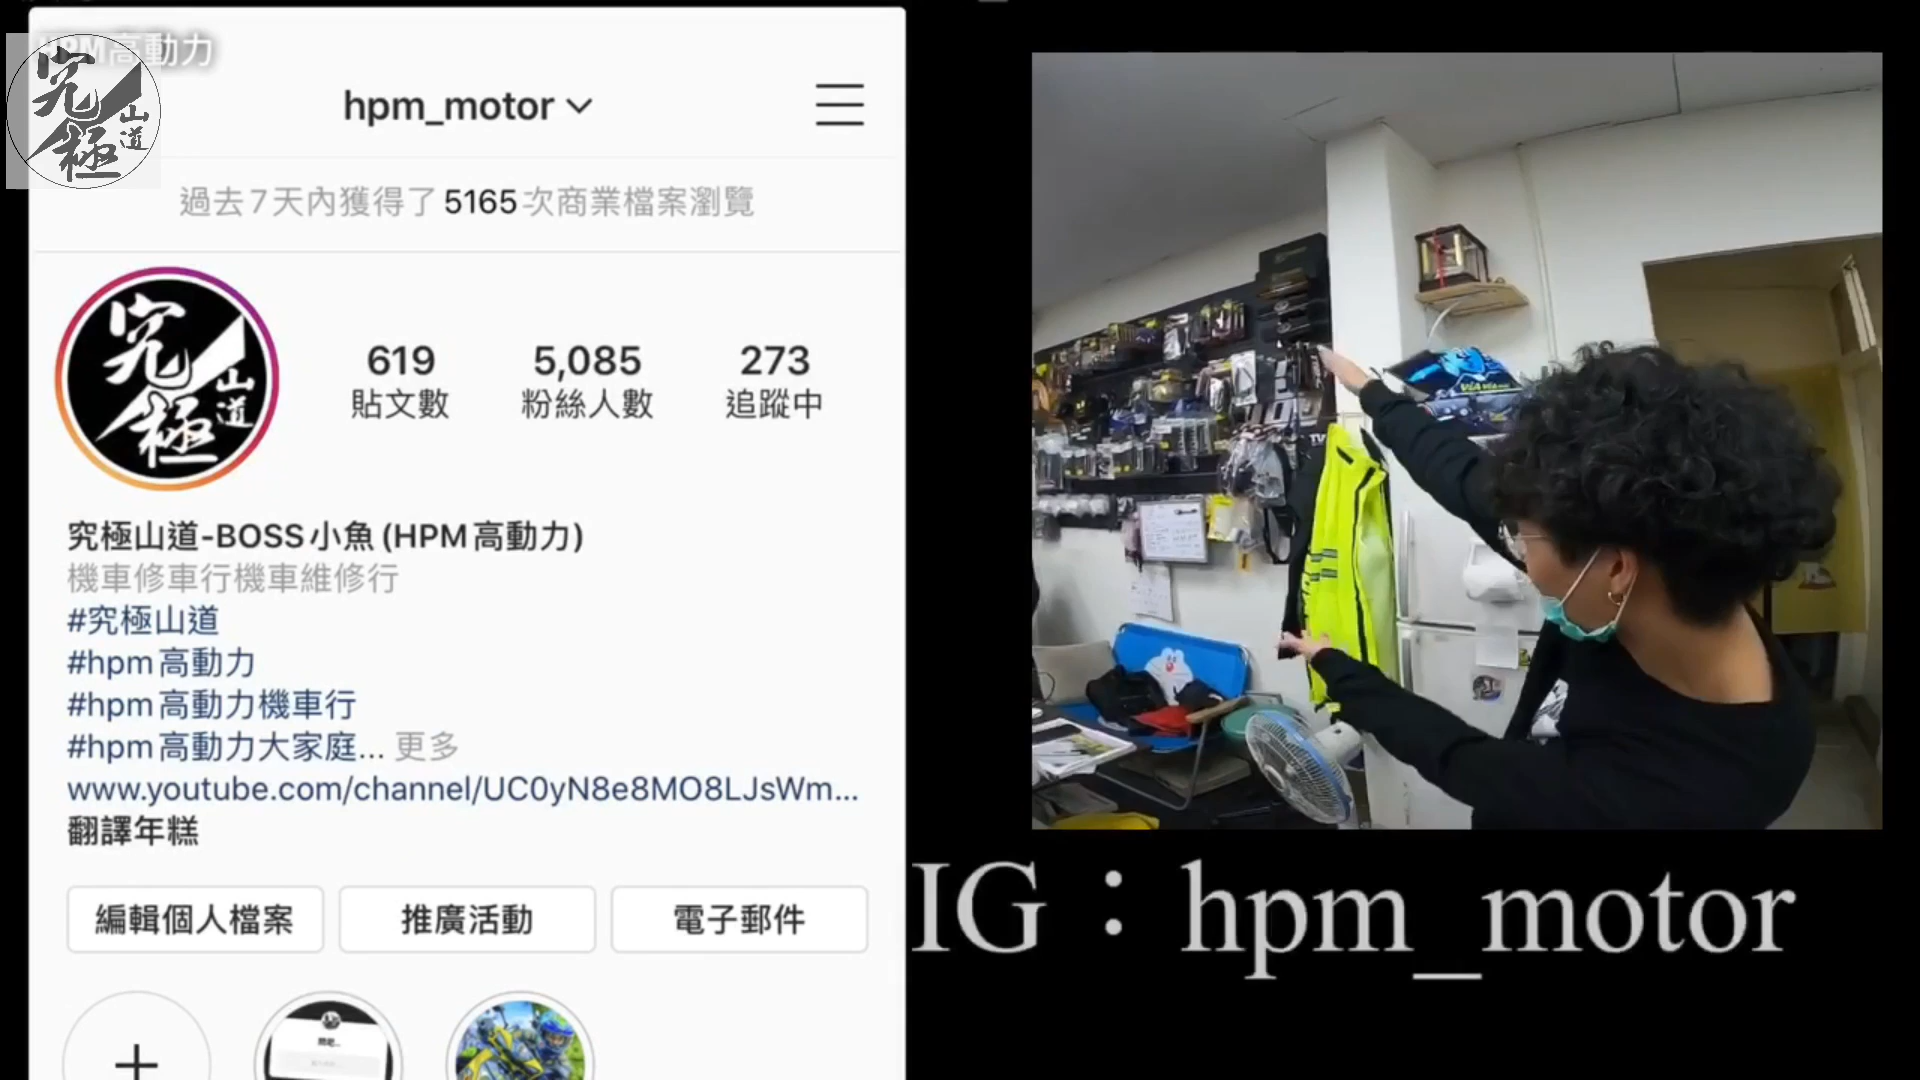 HPM高動力
究極山道
hpm_motor
過去7天內獲得了5165次商業檔案瀏覽
究極山道
619 5,085 273
貼文數 粉絲人數 追蹤中
究極山道-BOSS小魚(HPM高動力)
機車修車行機車維修行
#究極山道
#hpm高動力
#hpm高動力機車行
#hpm高動力大家庭... 更多
www.youtube.com/channel/UC0yN8e8MO8LJsWm...
翻譯年糕
編輯個人檔案 推廣活動 電子郵件
IG：hpm_motor